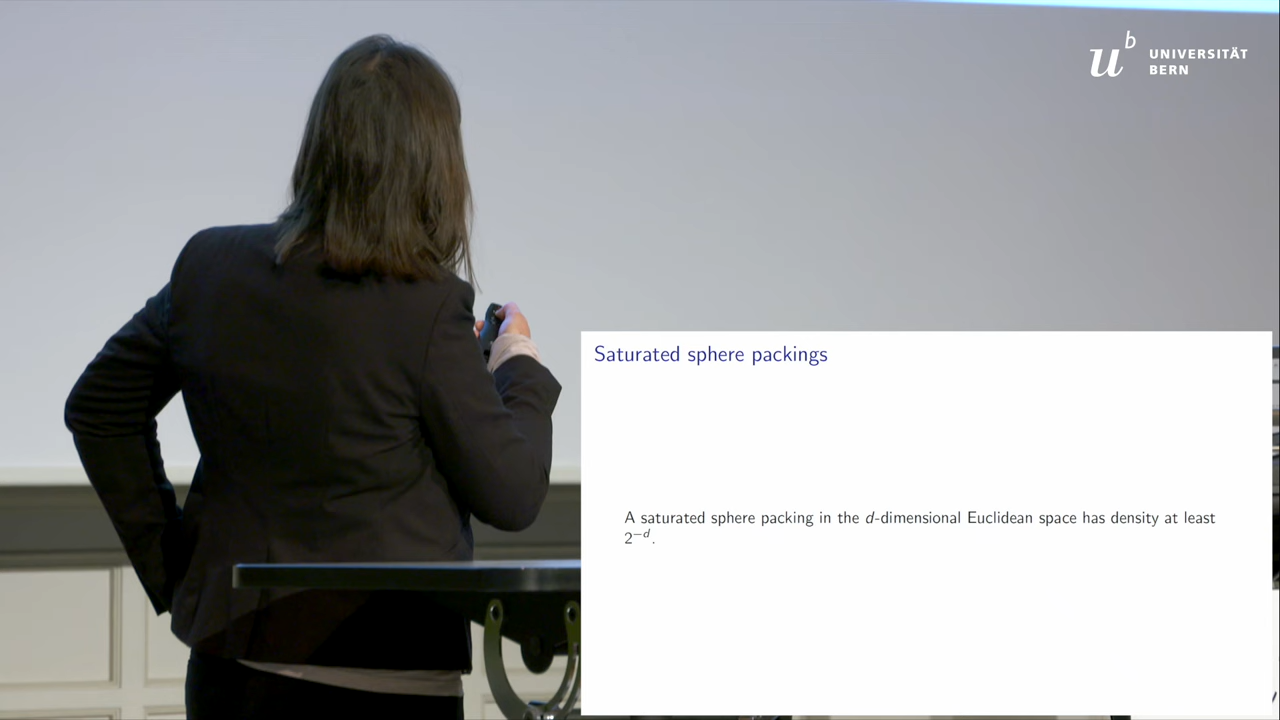 u b UNIVERSITÄT
BERN
Saturated sphere packings
A saturated sphere packing in the d-dimensional Euclidean space has density at least
2^{-d}.